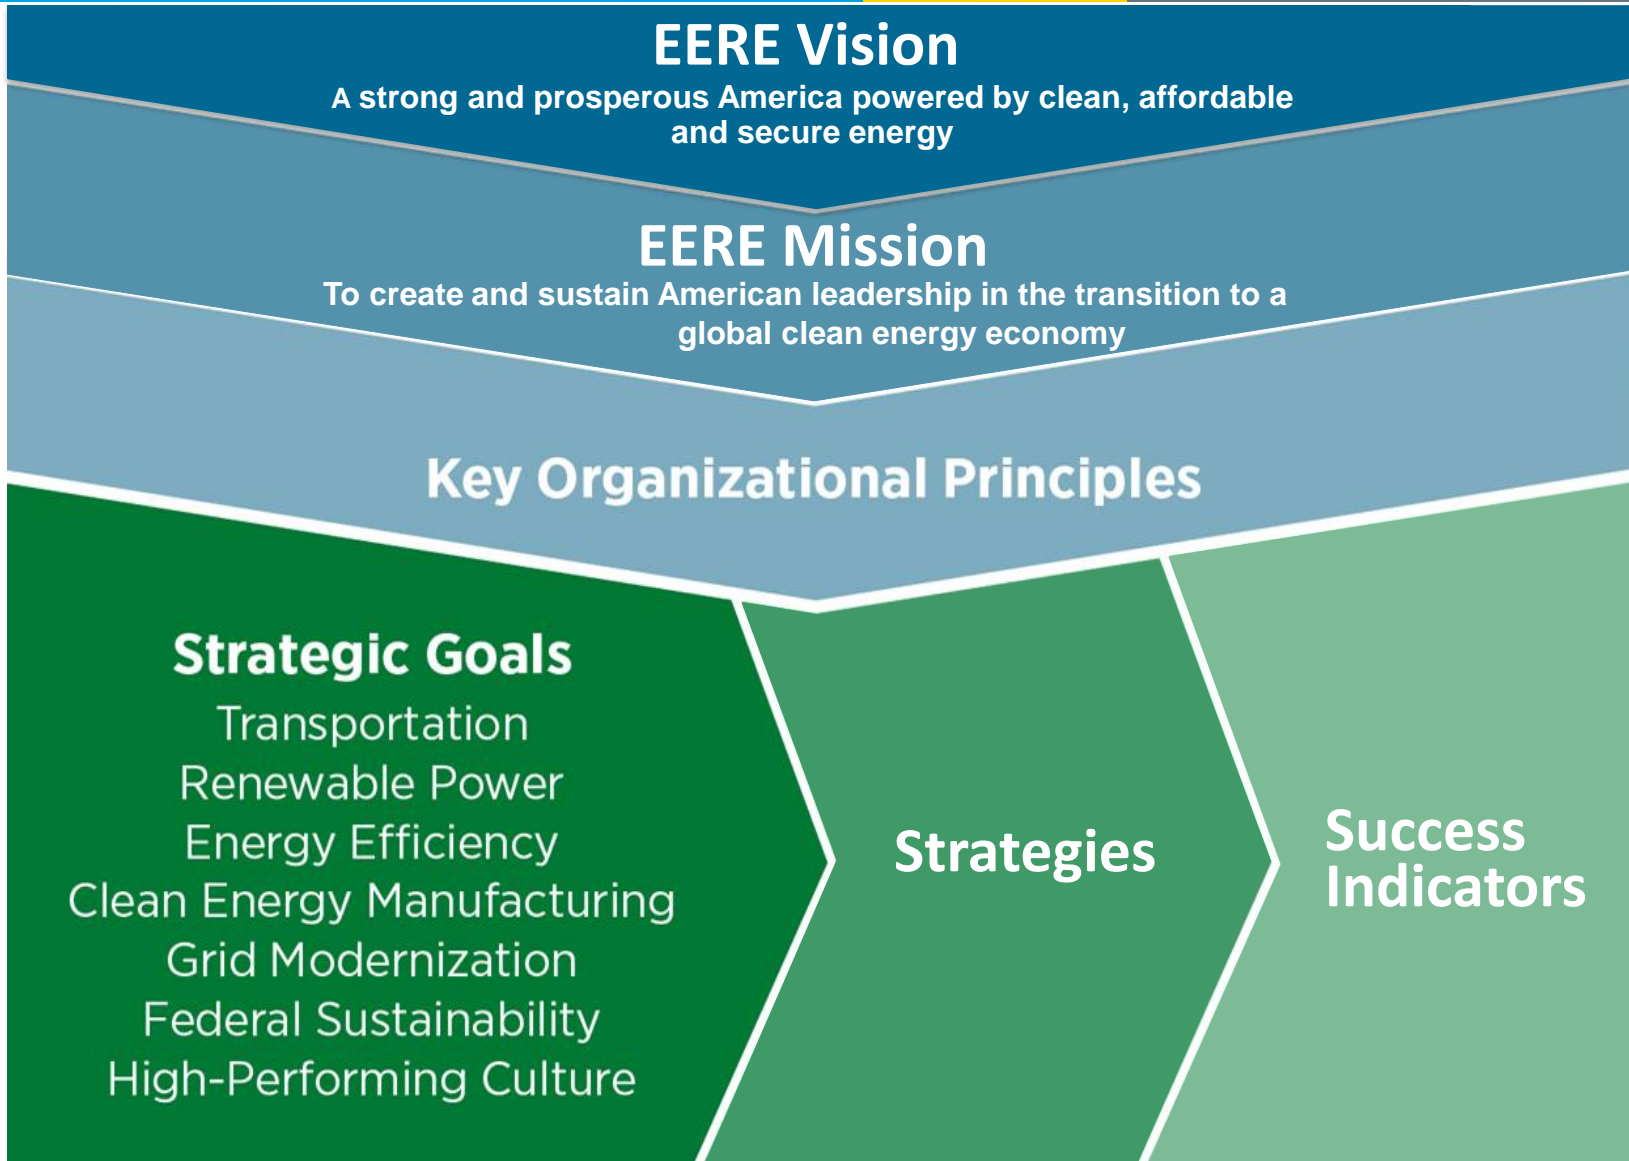 EERE Vision
A strong and prosperous America powered by clean, affordable
and secure energy
EERE Mission
To create and sustain American leadership in the transition to a
global clean energy economy
Key Organizational Principles
Strategic Goals
Transportation
Renewable Power
Energy Efficiency
Clean Energy Manufacturing
Grid Modernization
Federal Sustainability
High-Performing Culture
Strategies
Success
Indicators